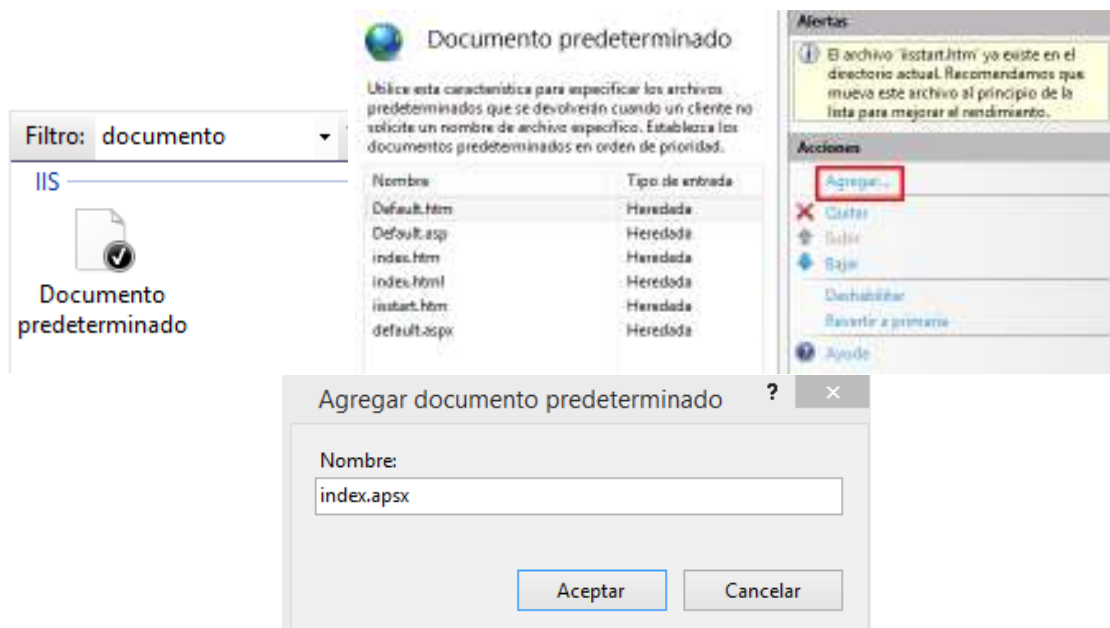 Filtro: documento
IIS
Documento
predeterminado
Documento predeterminado
Utilice esta característica para especificar los archivos
predeterminados que se devolverán cuando un cliente no
solicite un nombre de archivo específico. Establezca los
documentos predeterminados en orden de prioridad.
Nombre Tipo de entrada
Default.htm Heredada
Default.asp Heredada
index.htm Heredada
index.html Heredada
iisstart.htm Heredada
default.aspx Heredada
Alertas
El archivo 'iisstart.htm' ya existe en el
directorio actual. Recomendamos que
mueva este archivo al principio de la
lista para mejorar el rendimiento.
Acciones
Agregar...
Quitar
Subir
Bajar
Deshabilitar
Revertir a primaria
Ayuda
Agregar documento predeterminado ?
Nombre:
index.apsx
Aceptar Cancelar